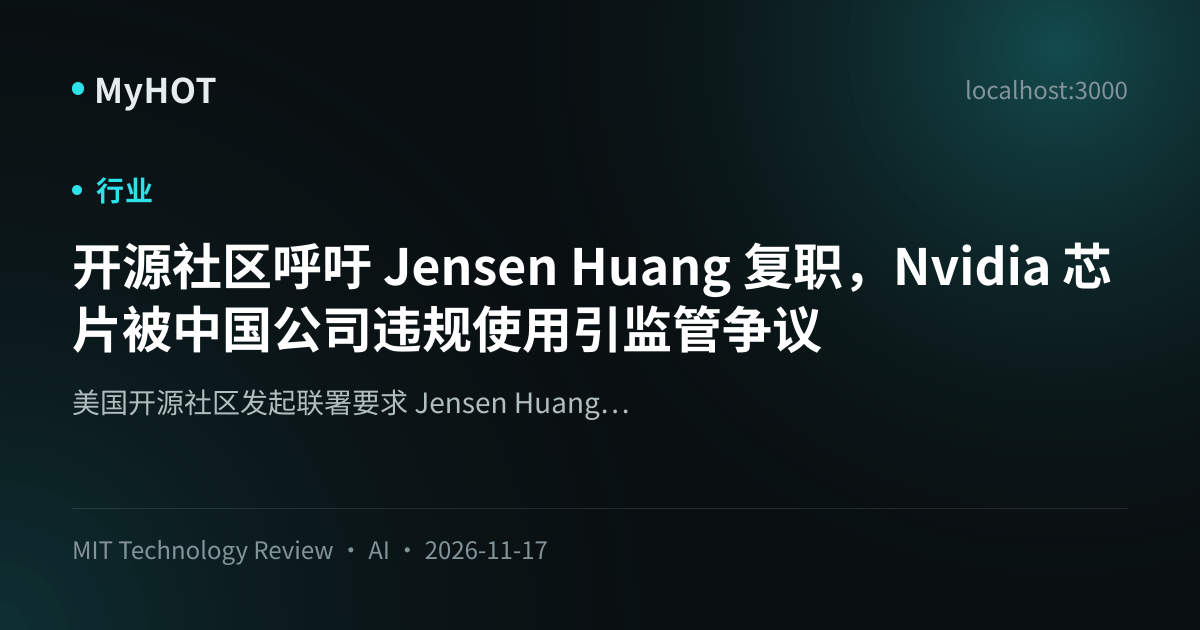 MyHOT
localhost:3000
行业
开源社区呼吁 Jensen Huang 复职，Nvidia 芯
片被中国公司违规使用引监管争议
美国开源社区发起联署要求 Jensen Huang…
MIT Technology Review • AI • 2026-11-17